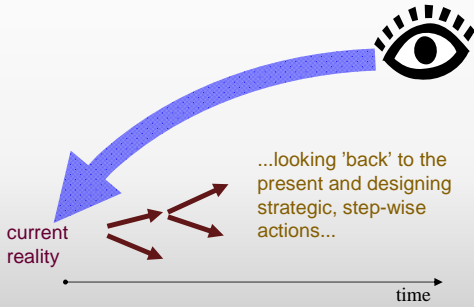 ...looking 'back' to the
present and designing
strategic, step-wise
actions...
current
reality
time